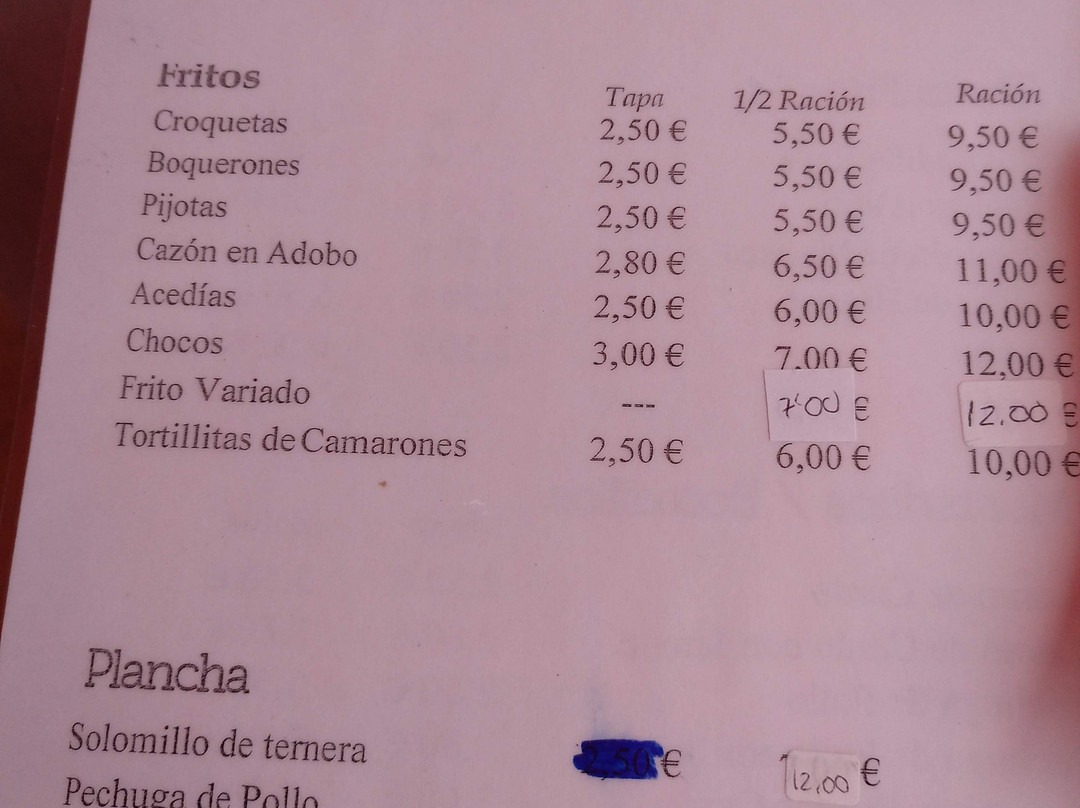 Fritos Tapa 1/2 Ración Ración
Croquetas 2,50 € 5,50 € 9,50 €
Boquerones 2,50 € 5,50 € 9,50 €
Pijotas 2,50 € 5,50 € 9,50 €
Cazón en Adobo 2,80 € 6,50 € 11,00 €
Acedías 2,50 € 6,00 € 10,00 €
Chocos 3,00 € 7,00 € 12,00 €
Frito Variado --- 7'00 € 12.00 €
Tortillitas de Camarones 2,50 € 6,00 € 10,00 €
Plancha
Solomillo de ternera 2,50 € 12,00 €
Pechuga de Pollo